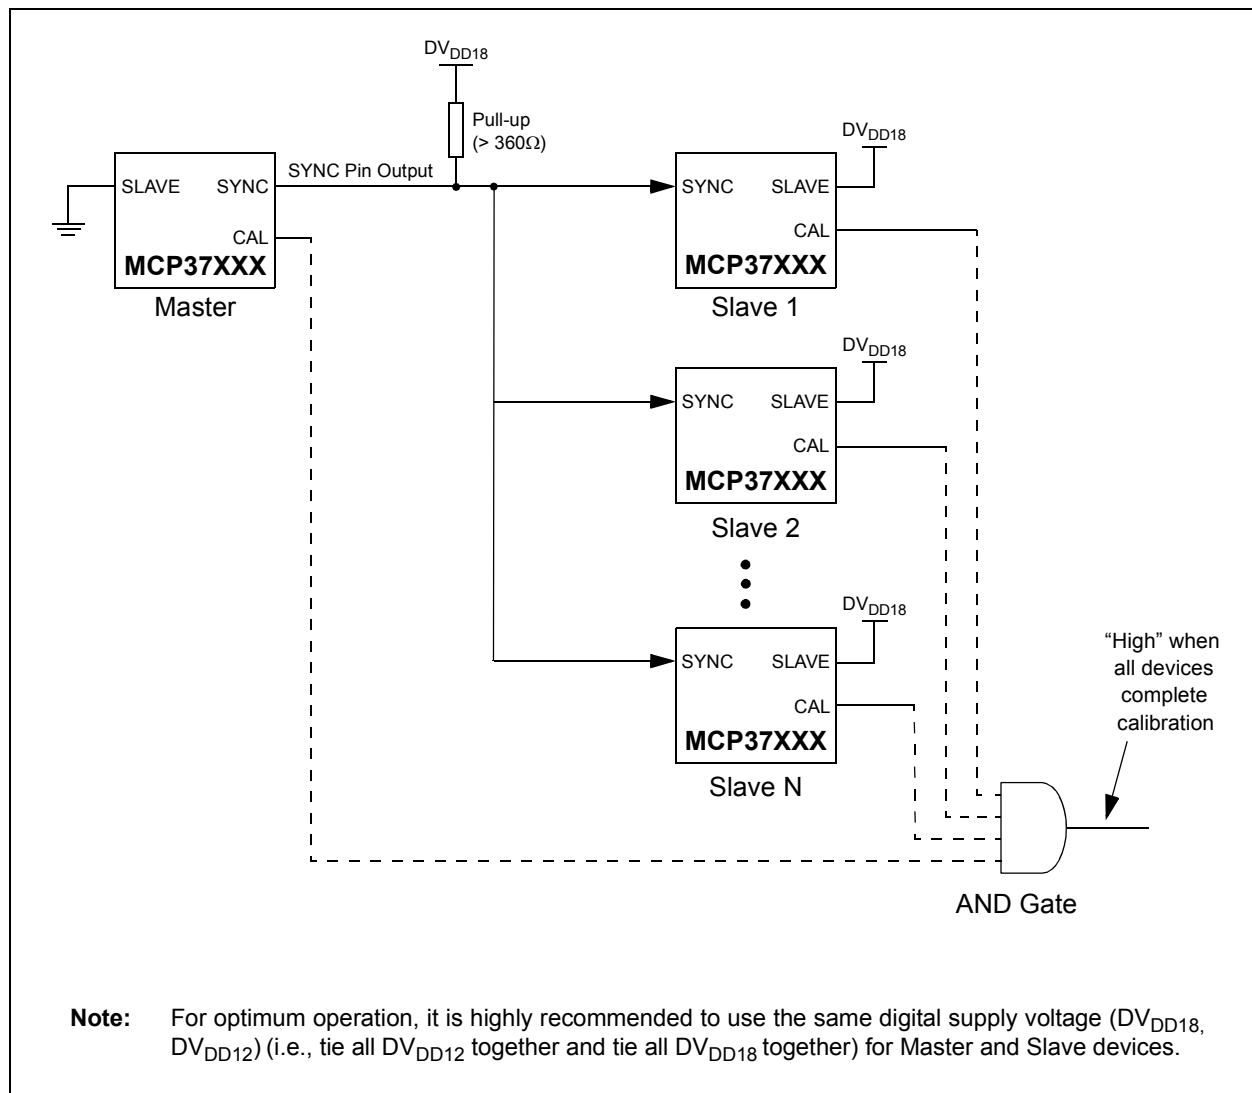 DVDD18
Pull-up
(> 360Ω)
SYNC Pin Output
SLAVE SYNC
CAL
MCP37XXX
Master
DVDD18
SYNC SLAVE
CAL
MCP37XXX
Slave 1
DVDD18
SYNC SLAVE
CAL
MCP37XXX
Slave 2
DVDD18
SYNC SLAVE
CAL
MCP37XXX
Slave N
“High” when
all devices
complete
calibration
AND Gate
Note: For optimum operation, it is highly recommended to use the same digital supply voltage (DVDD18,
DVDD12) (i.e., tie all DVDD12 together and tie all DVDD18 together) for Master and Slave devices.